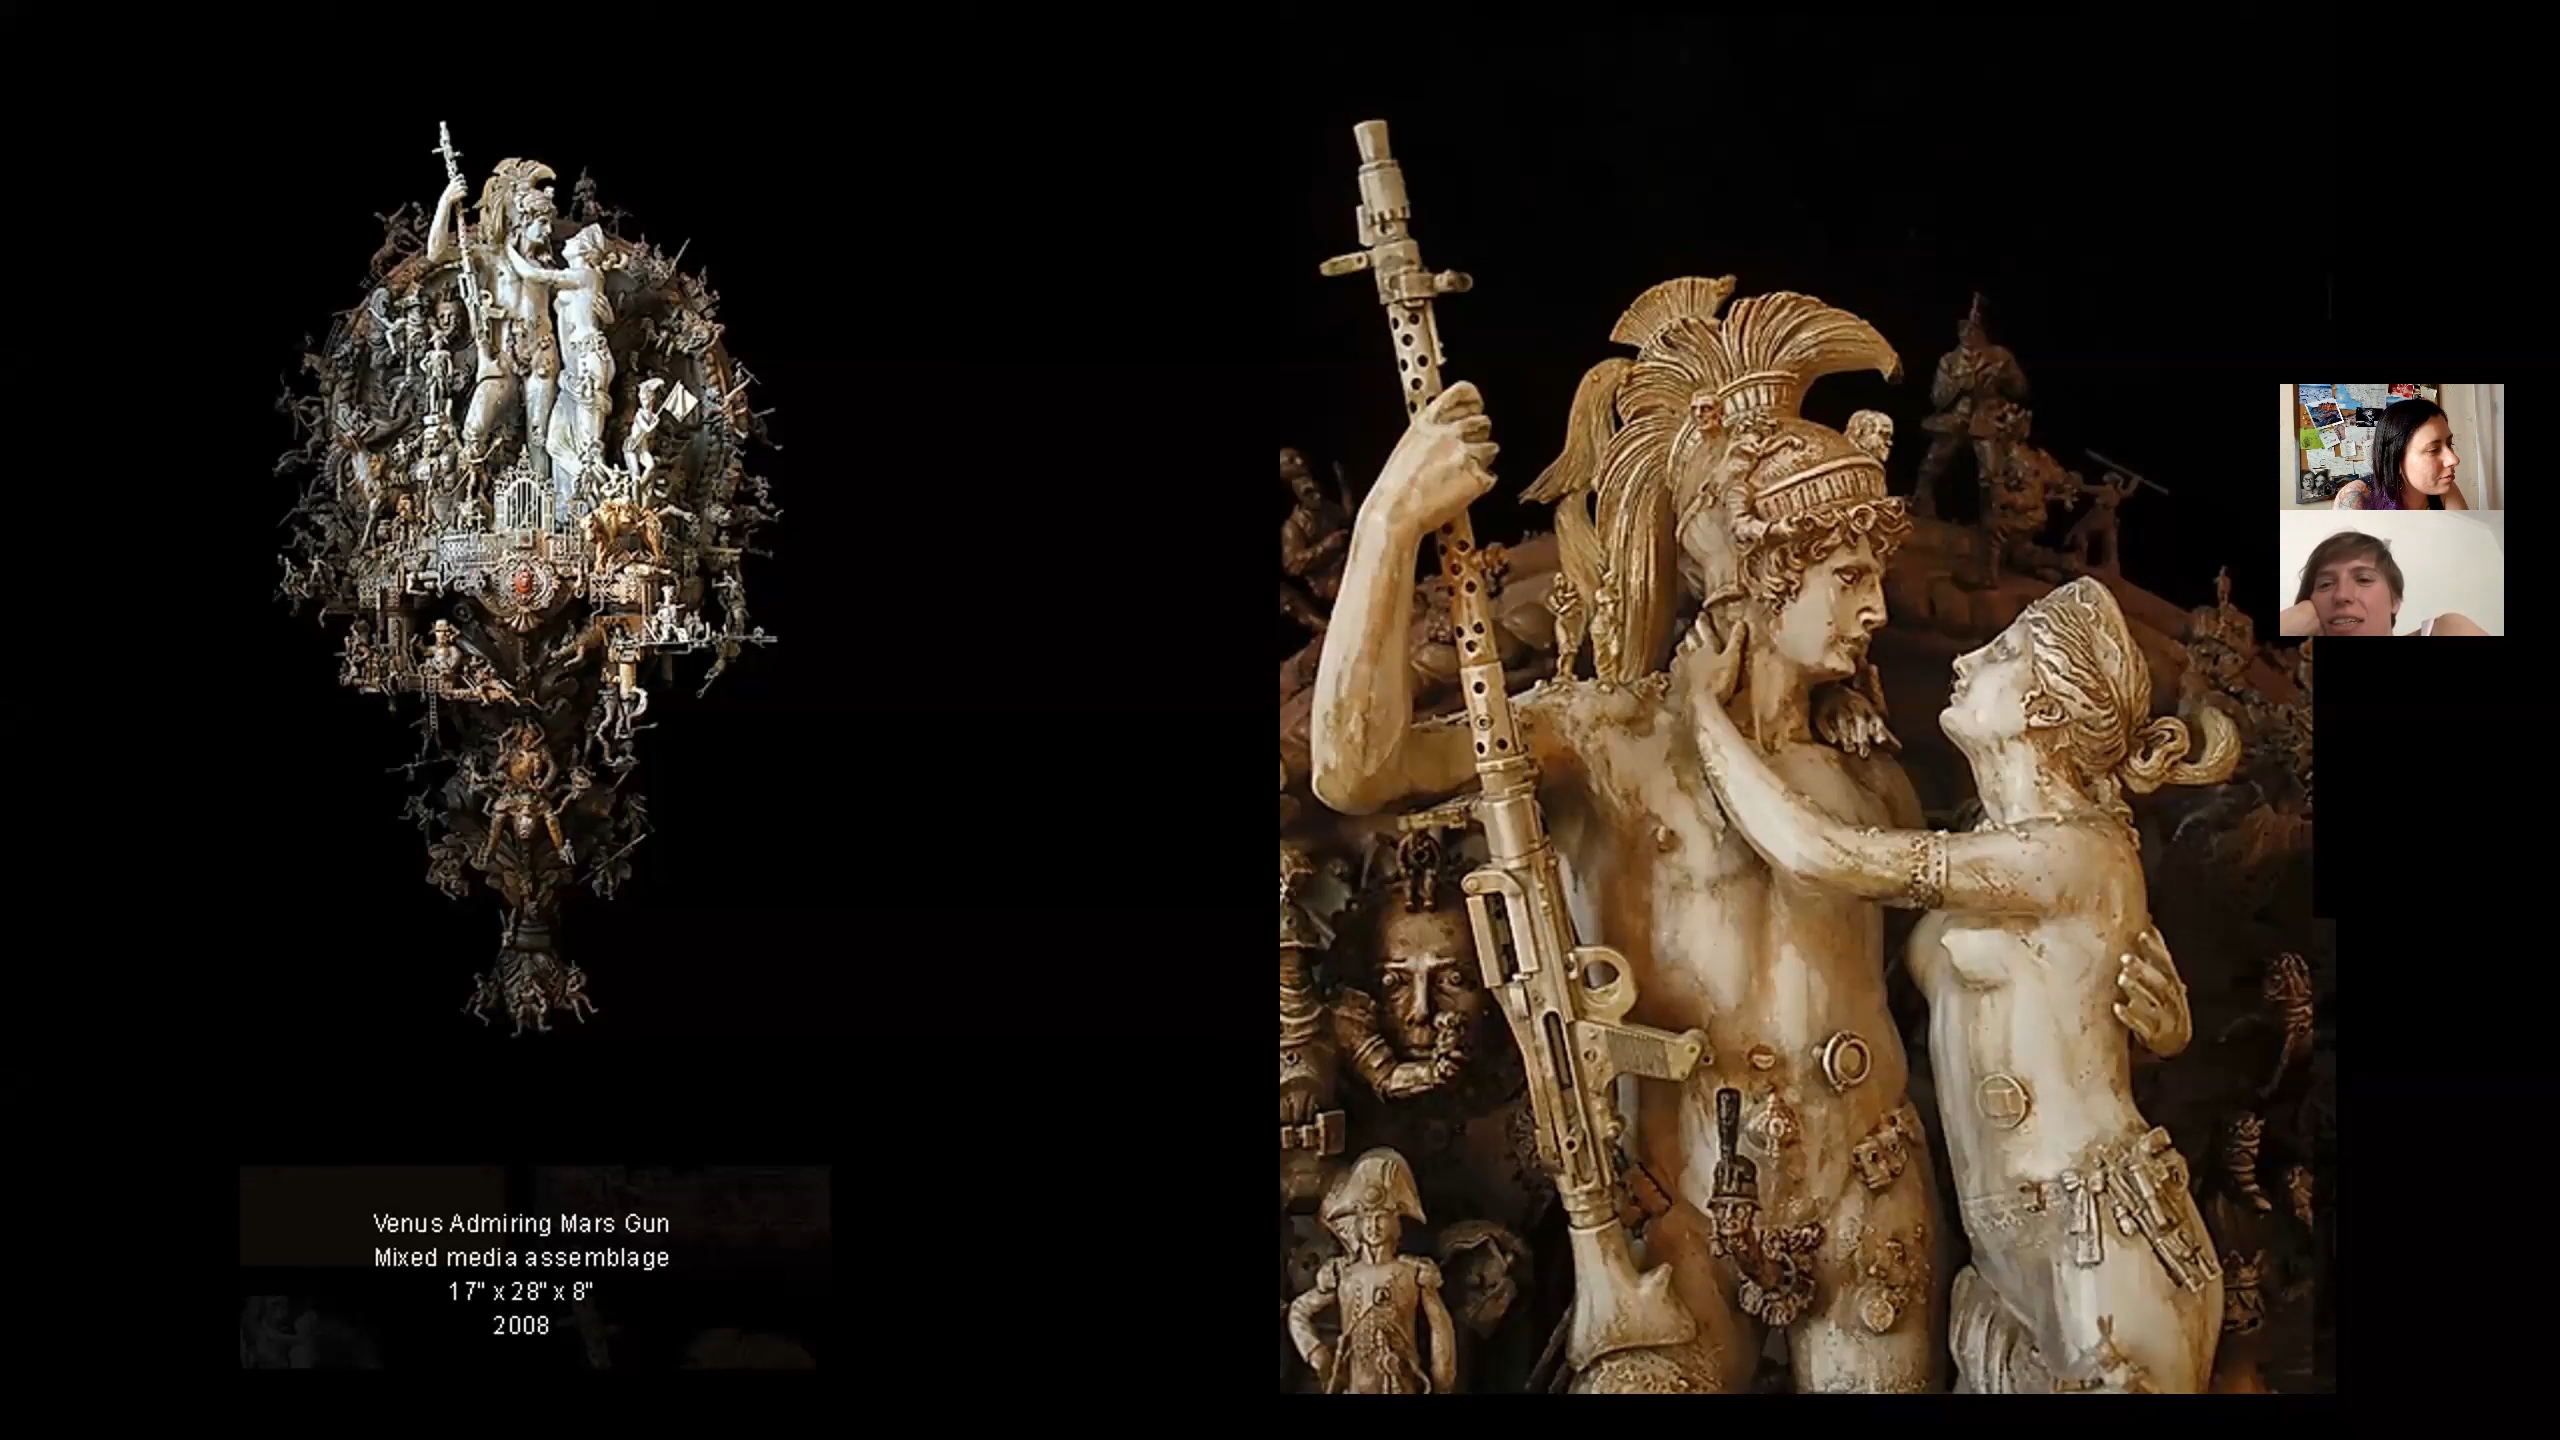 Venus Admiring Mars Gun
Mixed media assemblage
17" x 28" x 8"
2008